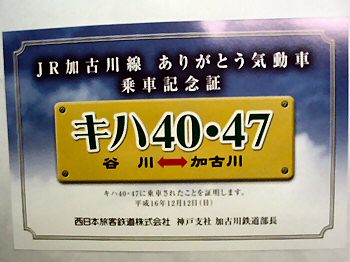 JR加古川線 ありがとう気動車
乗車記念証
キハ40・47
谷川 ↔ 加古川
キハ40・47に乗車されたことを証明します。
平成16年12月12日(日)
西日本旅客鉄道株式会社 神戸支社 加古川鉄道部長